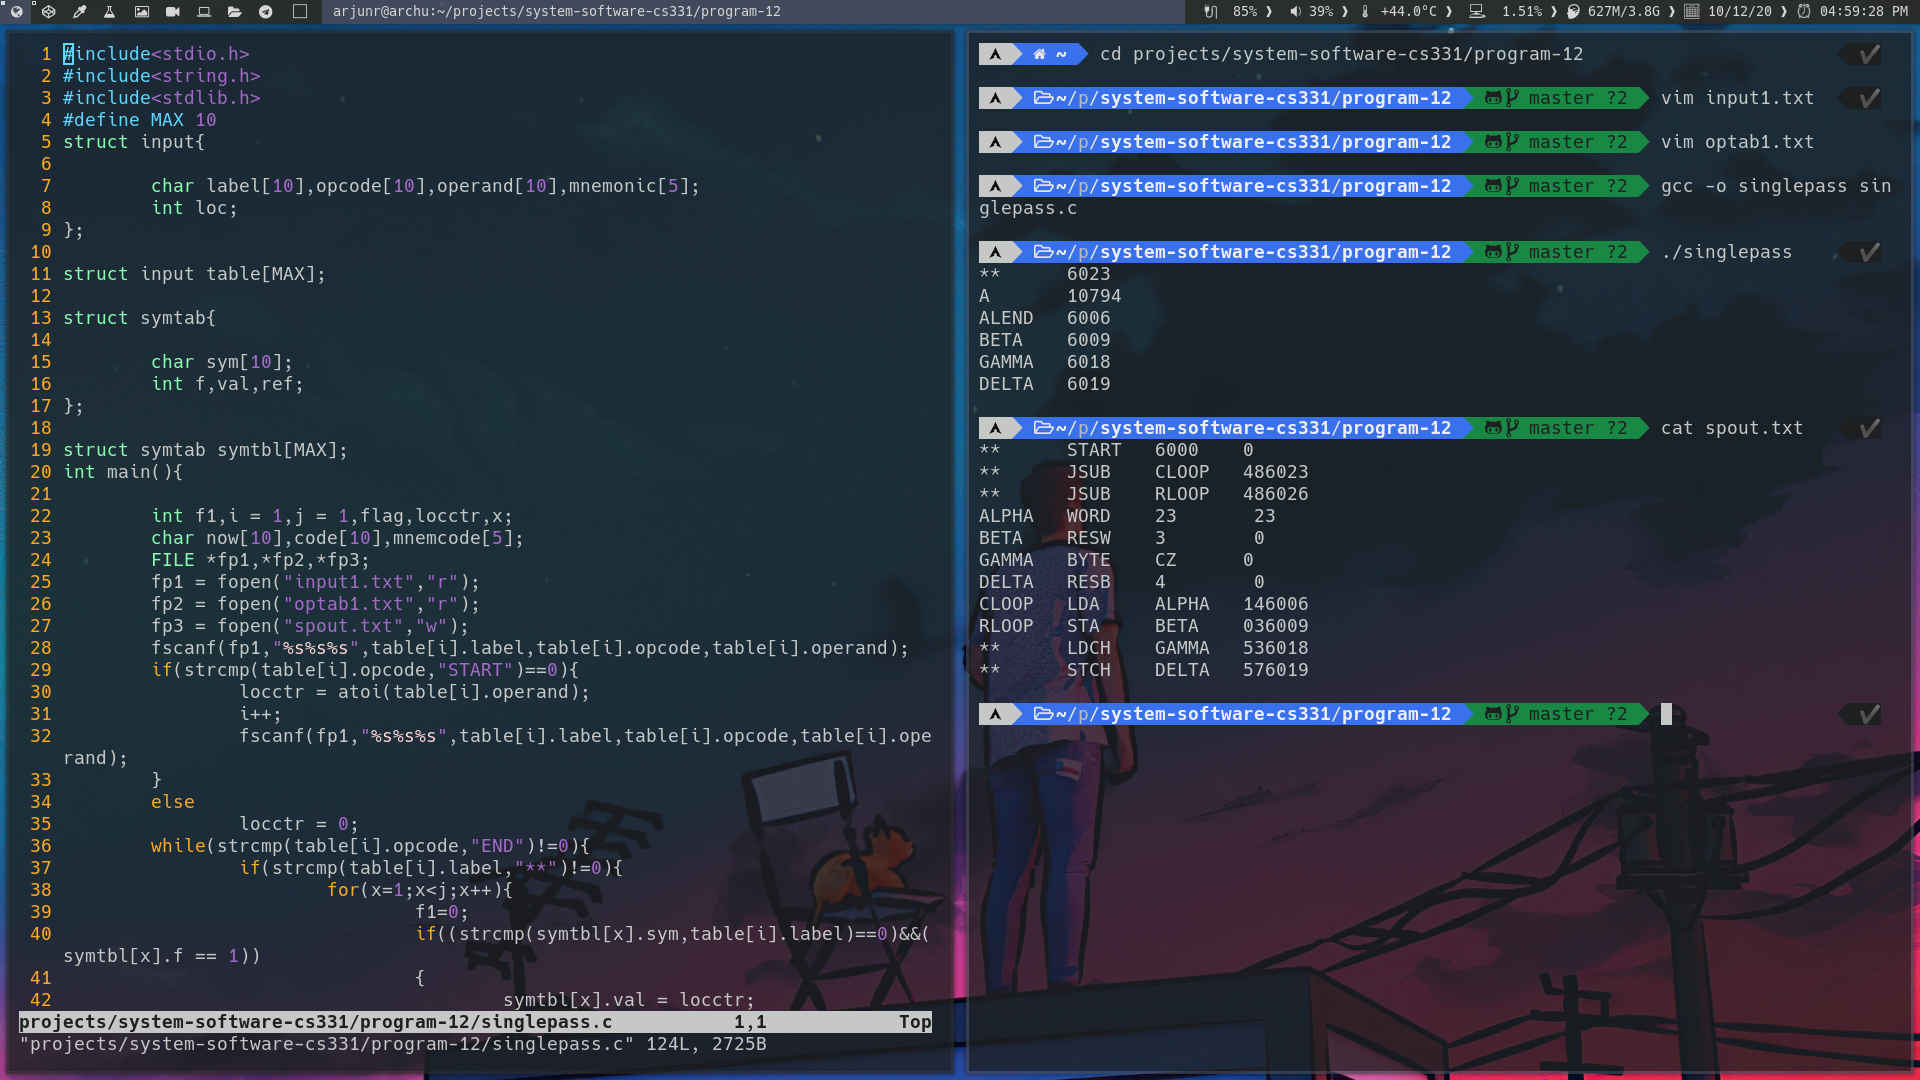 arjunr@archu:~/projects/system-software-cs331/program-12
85% ❯ 39% ❯ +44.0°C ❯ 1.51% ❯ 627M/3.8G ❯ 10/12/20 ❯ 04:59:28 PM
1 #include<stdio.h>
2 #include<string.h>
3 #include<stdlib.h>
4 #define MAX 10
5 struct input{
6
7         char label[10],opcode[10],operand[10],mnemonic[5];
8         int loc;
9 };
10
11 struct input table[MAX];
12
13 struct symtab{
14
15         char sym[10];
16         int f,val,ref;
17 };
18
19 struct symtab symtbl[MAX];
20 int main(){
21
22         int f1,i = 1,j = 1,flag,locctr,x;
23         char now[10],code[10],mnemcode[5];
24         FILE *fp1,*fp2,*fp3;
25         fp1 = fopen("input1.txt","r");
26         fp2 = fopen("optab1.txt","r");
27         fp3 = fopen("spout.txt","w");
28         fscanf(fp1,"%s%s%s",table[i].label,table[i].opcode,table[i].operand);
29         if(strcmp(table[i].opcode,"START")==0){
30                 locctr = atoi(table[i].operand);
31                 i++;
32                 fscanf(fp1,"%s%s%s",table[i].label,table[i].opcode,table[i].ope
rand);
33         }
34         else
35                 locctr = 0;
36         while(strcmp(table[i].opcode,"END")!=0){
37                 if(strcmp(table[i].label,"**")!=0){
38                         for(x=1;x<j;x++){
39                                 f1=0;
40                                 if((strcmp(symtbl[x].sym,table[i].label)==0)&&(
symtbl[x].f == 1))
41                                 {
42                                         symtbl[x].val = locctr;
projects/system-software-cs331/program-12/singlepass.c 1,1 Top
"projects/system-software-cs331/program-12/singlepass.c" 124L, 2725B
~ cd projects/system-software-cs331/program-12 ✔
~/p/system-software-cs331/program-12 master ?2 vim input1.txt ✔
~/p/system-software-cs331/program-12 master ?2 vim optab1.txt
~/p/system-software-cs331/program-12 master ?2 gcc -o singlepass sin
glepass.c
~/p/system-software-cs331/program-12 master ?2 ./singlepass ✔
**      6023
A       10794
ALEND   6006
BETA    6009
GAMMA   6018
DELTA   6019
~/p/system-software-cs331/program-12 master ?2 cat spout.txt ✔
**      START   6000    0
**      JSUB    CLOOP   486023
**      JSUB    RLOOP   486026
ALPHA   WORD    23       23
BETA    RESW    3        0
GAMMA   BYTE    CZ      0
DELTA   RESB    4        0
CLOOP   LDA     ALPHA   146006
RLOOP   STA     BETA    036009
**      LDCH    GAMMA   536018
**      STCH    DELTA   576019
~/p/system-software-cs331/program-12 master ?2 ✔